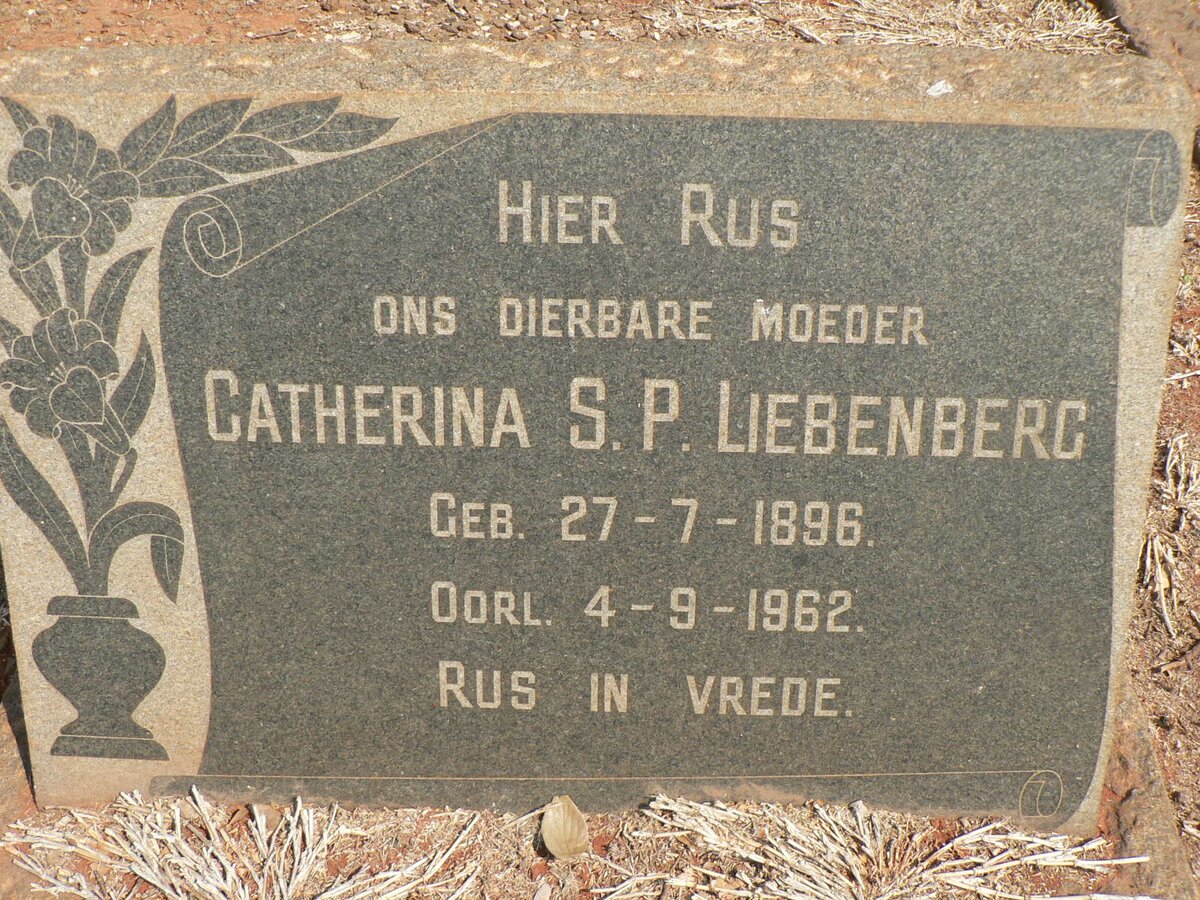 HIER RUS
ONS DIERBARE MOEDER
CATHERINA S. P. LIEBENBERG
GEB. 27-7-1896.
OORL. 4-9-1962.
RUS IN VREDE.